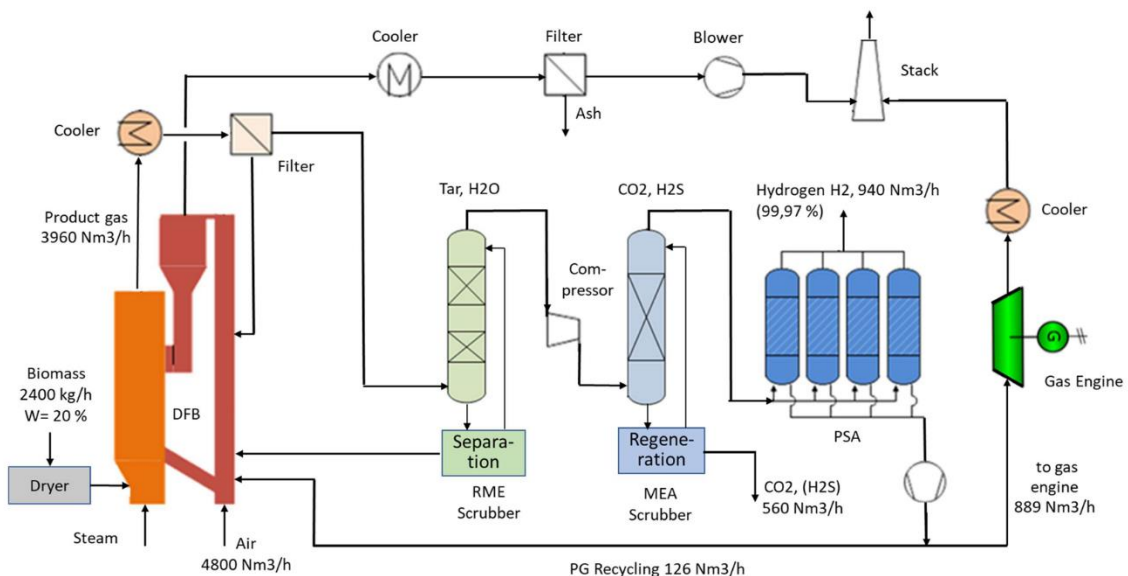 Cooler
Filter
Blower
Stack
Ash
Cooler
Filter
Product gas
3960 Nm3/h
Tar, H2O
CO2, H2S
Hydrogen H2, 940 Nm3/h
(99,97 %)
Cooler
Com-
pressor
Biomass
2400 kg/h
W= 20 %
DFB
G
Gas Engine
PSA
Separa-
tion
Regene-
ration
Dryer
RME
Scrubber
MEA
Scrubber
CO2, (H2S)
560 Nm3/h
to gas
engine
889 Nm3/h
Steam
Air
4800 Nm3/h
PG Recycling 126 Nm3/h